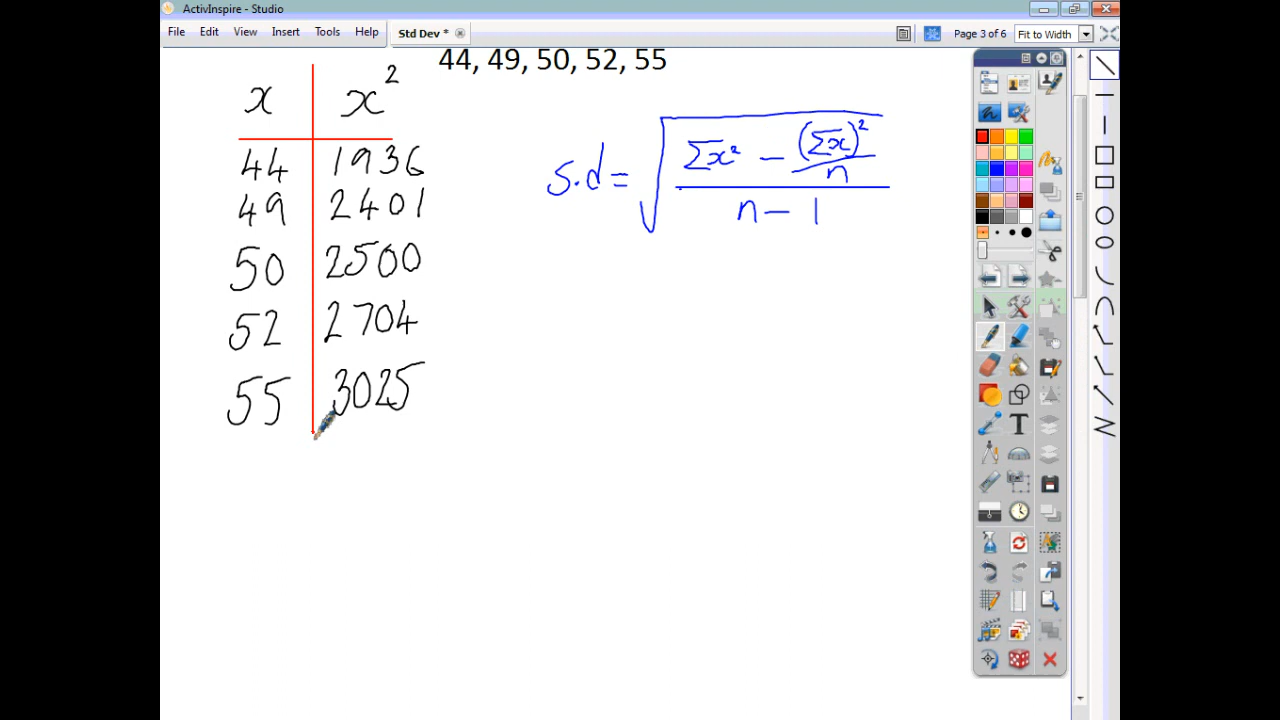 ActivInspire - Studio
File Edit View Insert Tools Help Std Dev * Page 3 of 6 Fit to Width
44, 49, 50, 52, 55
x x²
44 1936
49 2401
50 2500
52 2704
55 3025
s.d = √((Σx² − (Σx)²/n)/(n − 1))
T